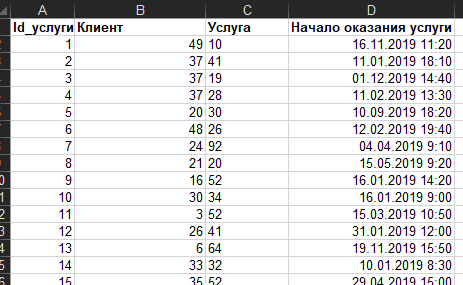 A B C D
Id_услуги Клиент Услуга Начало оказания услуги
1 49 10 16.11.2019 11:20
2 37 41 11.01.2019 18:10
3 37 19 01.12.2019 14:40
4 37 28 11.02.2019 13:30
5 20 30 10.09.2019 18:20
6 48 26 12.02.2019 19:40
7 24 92 04.04.2019 9:10
8 21 20 15.05.2019 9:20
9 16 52 16.01.2019 14:20
10 30 34 16.01.2019 9:00
11 3 52 15.03.2019 10:50
12 26 41 31.01.2019 12:00
13 6 64 19.11.2019 15:50
14 33 32 10.01.2019 8:30
15 35 52 29.04.2019 15:00